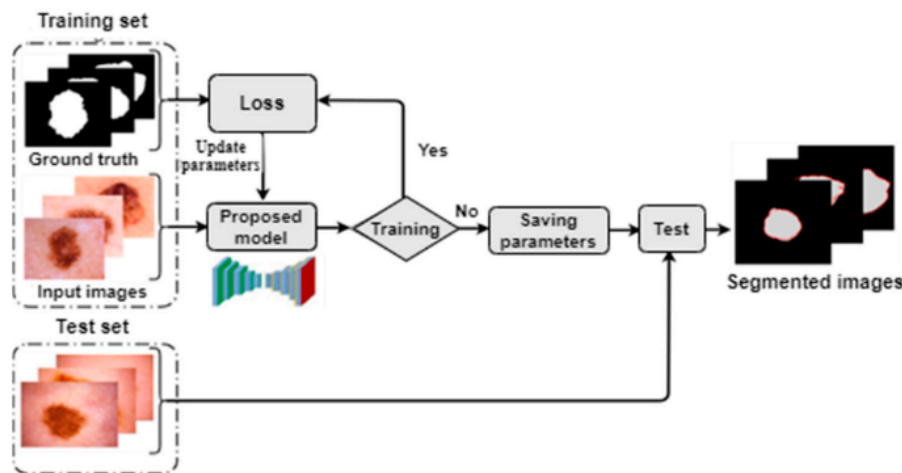 Training set
Ground truth
Input images
Loss
Update
parameters
Proposed
model
Training
Yes
No
Saving
parameters
Test
Segmented images
Test set